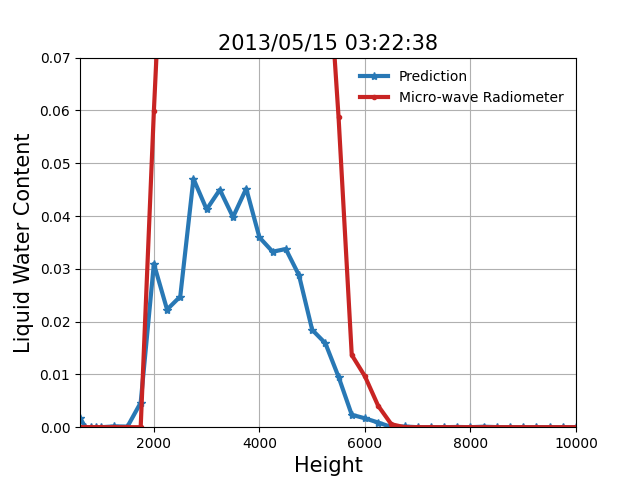 2013/05/15 03:22:38
0.07
0.06
0.05
0.04
0.03
0.02
0.01
0.00
Liquid Water Content
Prediction
Micro-wave Radiometer
2000 4000 6000 8000 10000
Height